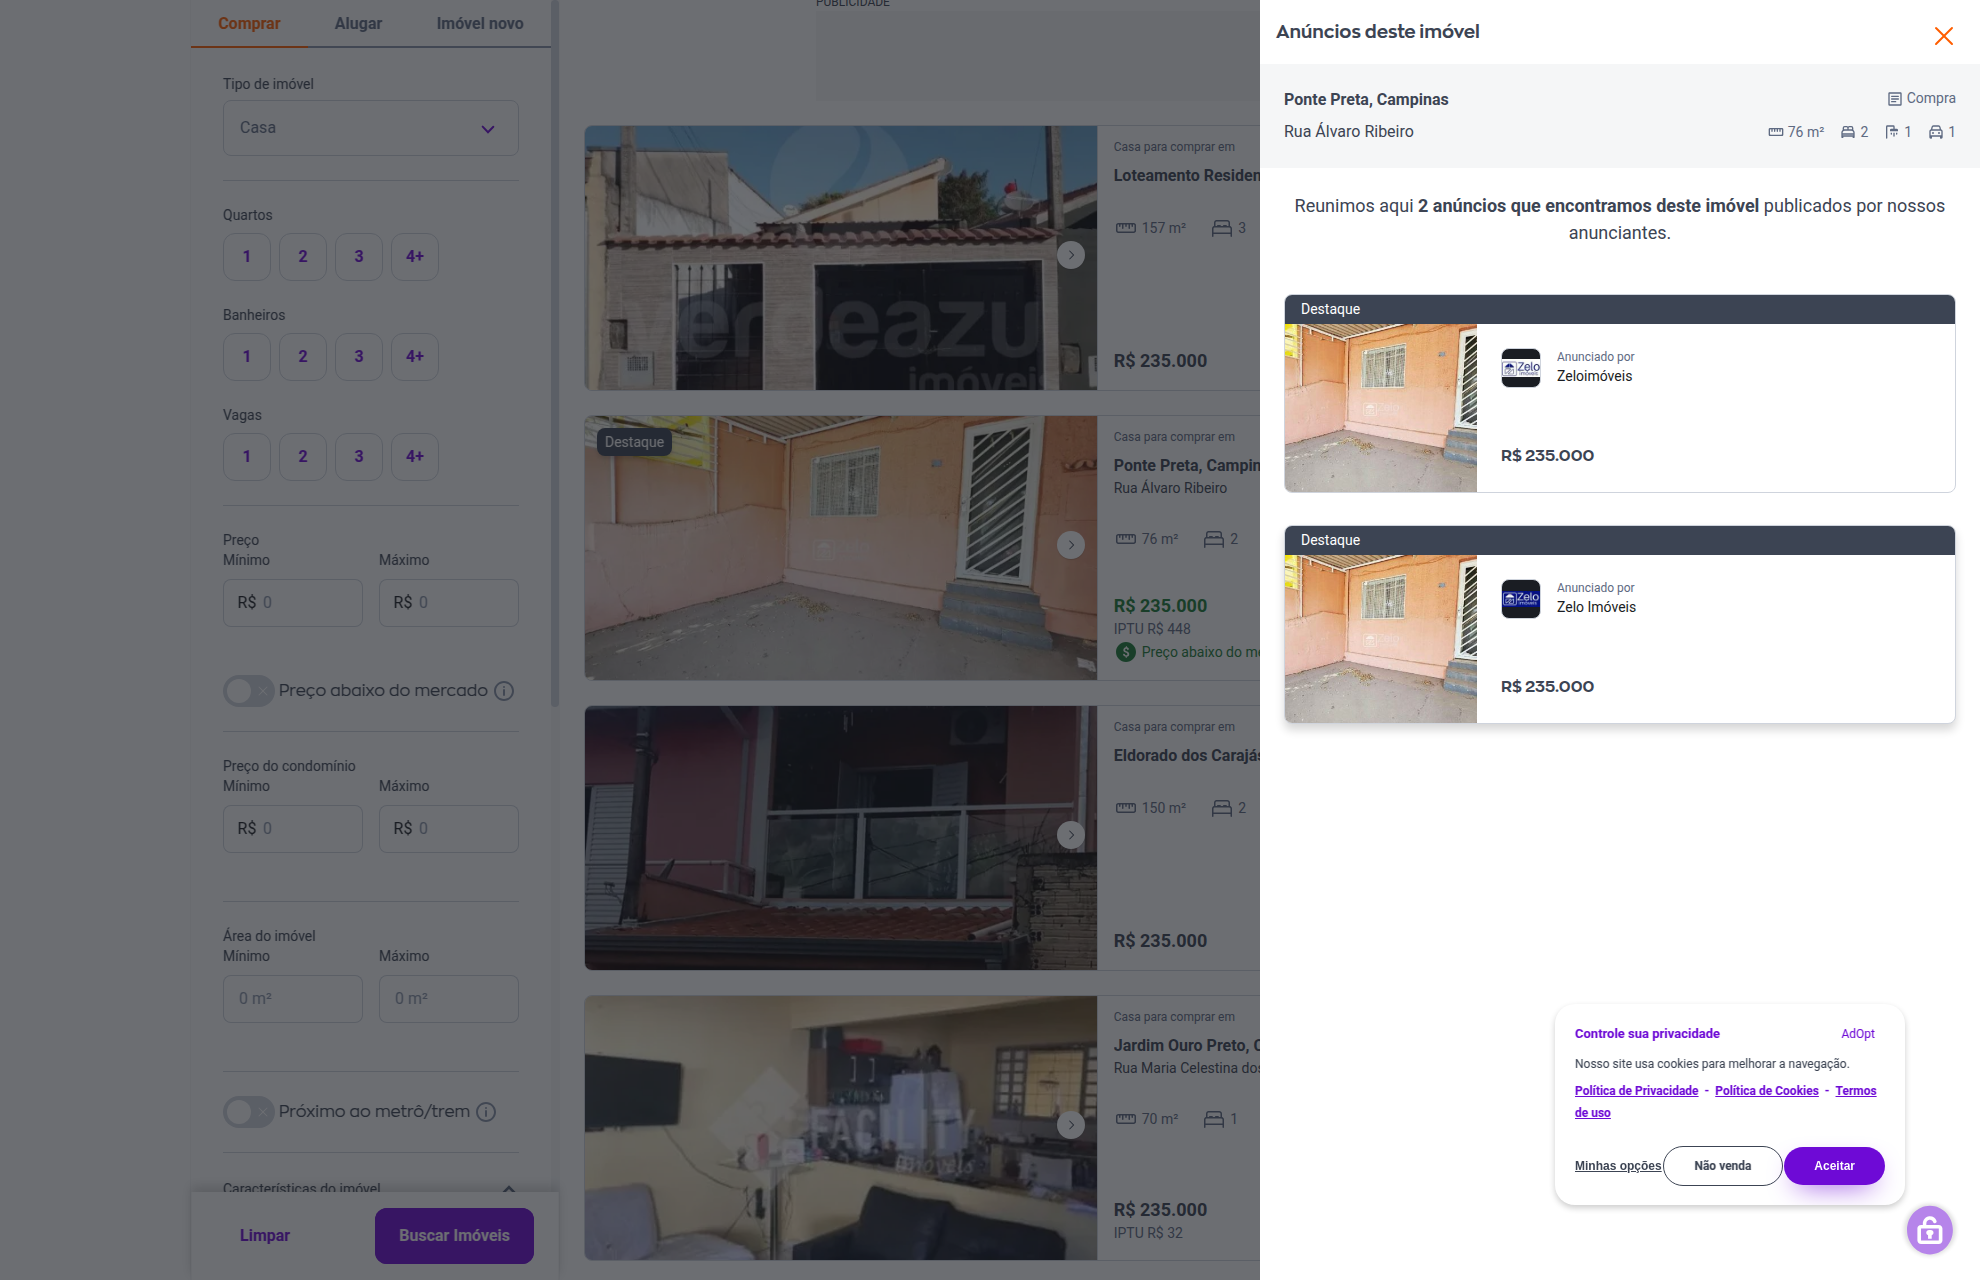 Comprar
Alugar
Imóvel novo
Tipo de imóvel
Casa
Quartos
1
2
3
4+
Banheiros
1
2
3
4+
Vagas
1
2
3
4+
Preço
Mínimo
Máximo
R$ 0
R$ 0
Preço abaixo do mercado
Preço do condomínio
Mínimo
Máximo
R$ 0
R$ 0
Área do imóvel
Mínimo
Máximo
0 m²
0 m²
Próximo ao metrô/trem
Características do imóvel
Limpar
Buscar Imóveis
PUBLICIDADE
Casa para comprar em
Loteamento Residen
157 m²
3
R$ 235.000
erdeazu
imóvei
Destaque
Casa para comprar em
Ponte Preta, Campin
Rua Álvaro Ribeiro
76 m²
2
R$ 235.000
IPTU R$ 448
Preço abaixo do me
Casa para comprar em
Eldorado dos Carajás
150 m²
2
R$ 235.000
Casa para comprar em
Jardim Ouro Preto, C
Rua Maria Celestina dos
70 m²
1
R$ 235.000
IPTU R$ 32
FACILITY
imóveis
Anúncios deste imóvel
Ponte Preta, Campinas
Compra
Rua Álvaro Ribeiro
76 m²
2
1
1
Reunimos aqui 2 anúncios que encontramos deste imóvel publicados por nossos
anunciantes.
Destaque
Zelo
Anunciado por
Zeloimóveis
R$ 235.000
Destaque
Zelo
Anunciado por
Zelo Imóveis
R$ 235.000
Controle sua privacidade
AdOpt
Nosso site usa cookies para melhorar a navegação.
Política de Privacidade - Política de Cookies - Termos
de uso
Minhas opções
Não venda
Aceitar